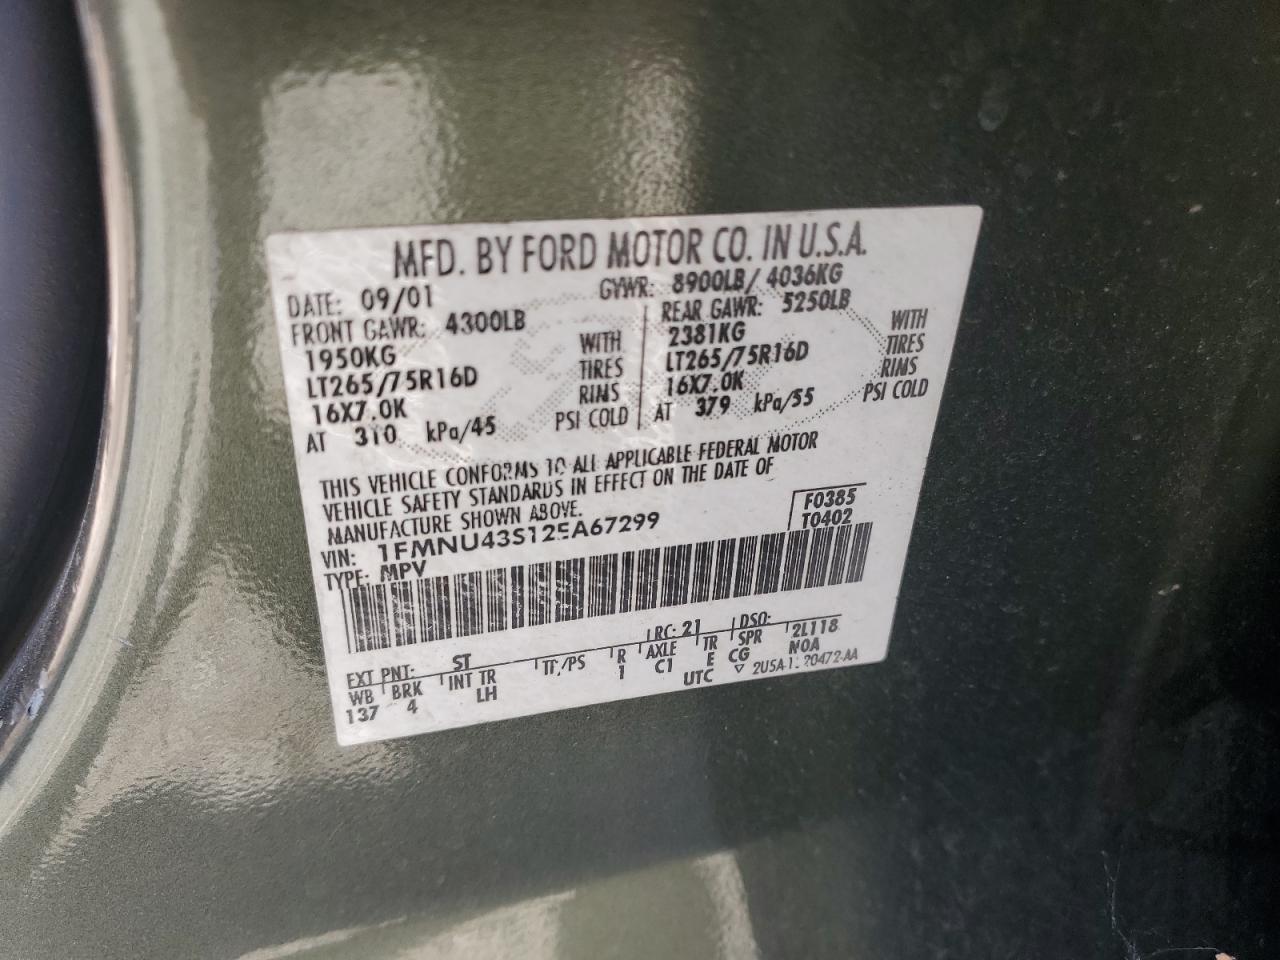 MFD. BY FORD MOTOR CO. IN U.S.A.
DATE: 09/01 GVWR: 8900LB/ 4036KG
FRONT GAWR: 4300LB REAR GAWR: 5250LB
1950KG WITH 2381KG WITH
LT265/75R16D TIRES LT265/75R16D TIRES
16X7.0K RIMS 16X7.0K RIMS
AT 310 kPa/45 PSI COLD AT 379 kPa/55 PSI COLD
THIS VEHICLE CONFORMS TO ALL APPLICABLE FEDERAL MOTOR
VEHICLE SAFETY STANDARDS IN EFFECT ON THE DATE OF
MANUFACTURE SHOWN ABOVE.
F0385
VIN: 1FMNU43S12EA67299 T0402
TYPE: MPV
EXT PNT: ST RC: 21 DSO:
WB BRK INT TR TP/PS R AXLE TR SPR 2L118
137 4 LH 1 C1 E CG NOA
UTC